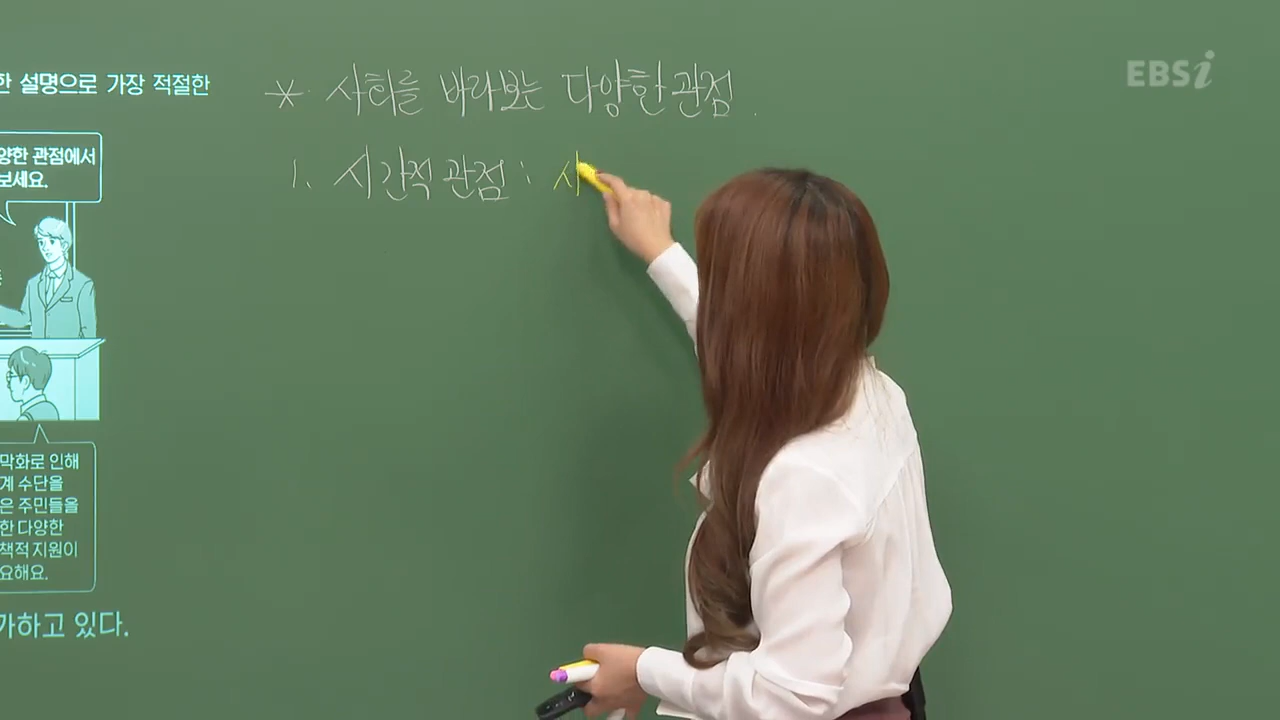 한 설명으로 가장 적절한
양한 관점에서
보세요.
막화로 인해
계 수단을
은 주민들을
한 다양한
책적 지원이
요해요.
가하고 있다.
* 사회를 바라보는 다양한 관점.
1. 시간적 관점 : 시
EBSi